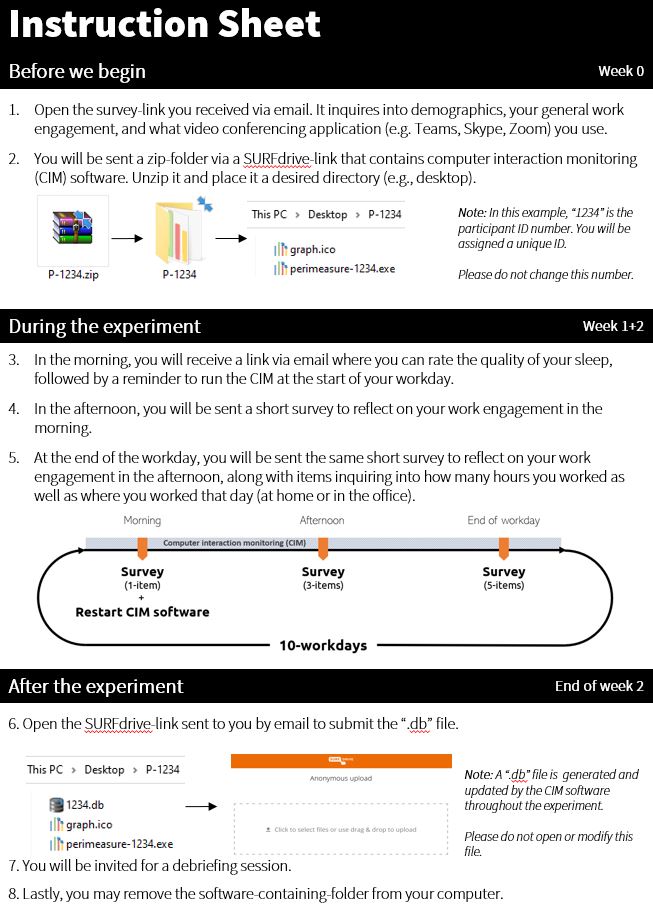 Instruction Sheet
Before we begin Week 0
1. Open the survey-link you received via email. It inquires into demographics, your general work
engagement, and what video conferencing application (e.g. Teams, Skype, Zoom) you use.
2. You will be sent a zip-folder via a SURFdrive-link that contains computer interaction monitoring
(CIM) software. Unzip it and place it a desired directory (e.g., desktop).
P-1234.zip
P-1234
This PC > Desktop > P-1234
graph.ico
perimeasure-1234.exe
Note: In this example, “1234” is the
participant ID number. You will be
assigned a unique ID.
Please do not change this number.
During the experiment Week 1+2
3. In the morning, you will receive a link via email where you can rate the quality of your sleep,
followed by a reminder to run the CIM at the start of your workday.
4. In the afternoon, you will be sent a short survey to reflect on your work engagement in the
morning.
5. At the end of the workday, you will be sent the same short survey to reflect on your work
engagement in the afternoon, along with items inquiring into how many hours you worked as
well as where you worked that day (at home or in the office).
Morning Afternoon End of workday
Computer interaction monitoring (CIM)
Survey Survey Survey
(1-item) (3-items) (5-items)
+
Restart CIM software
10-workdays
After the experiment End of week 2
6. Open the SURFdrive-link sent to you by email to submit the “.db” file.
This PC > Desktop > P-1234
1234.db
graph.ico
perimeasure-1234.exe
Anonymous upload
Click to select files or use drag & drop to upload
Note: A “.db” file is generated and
updated by the CIM software
throughout the experiment.
Please do not open or modify this
file.
7. You will be invited for a debriefing session.
8. Lastly, you may remove the software-containing-folder from your computer.